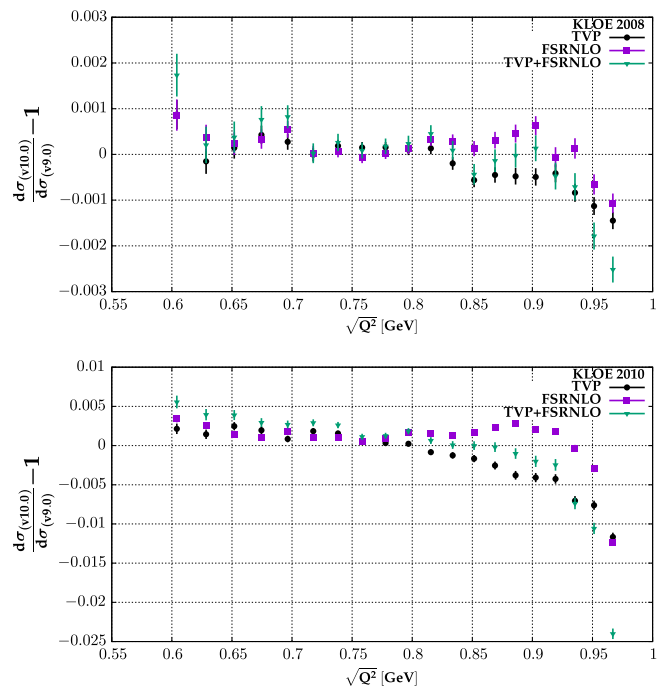 KLOE 2008
TVP
FSRNLO
TVP+FSRNLO
0.003
0.002
0.001
0
−0.001
−0.002
−0.003
dσ(v10.0)/dσ(v9.0) −1
0.55 0.6 0.65 0.7 0.75 0.8 0.85 0.9 0.95 1
√Q² [GeV]
KLOE 2010
TVP
FSRNLO
TVP+FSRNLO
0.01
0.005
0
−0.005
−0.01
−0.015
−0.02
−0.025
dσ(v10.0)/dσ(v9.0) −1
0.55 0.6 0.65 0.7 0.75 0.8 0.85 0.9 0.95 1
√Q² [GeV]